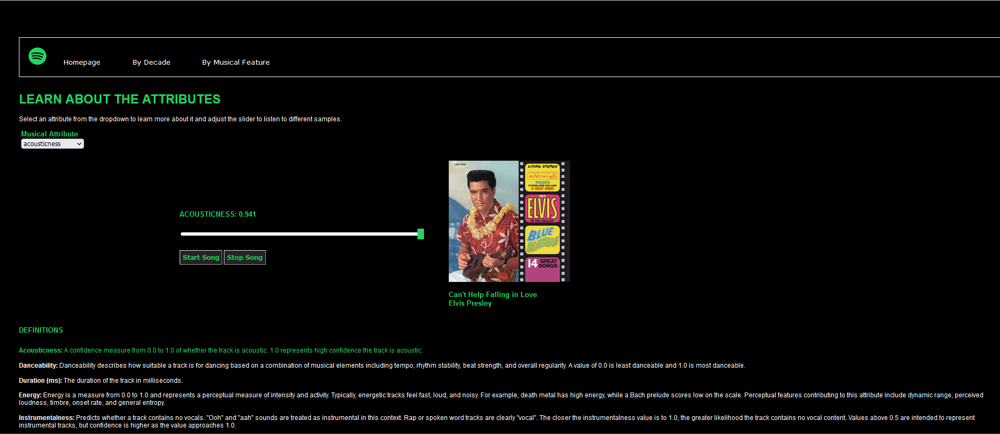 Homepage
By Decade
By Musical Feature
LEARN ABOUT THE ATTRIBUTES
Select an attribute from the dropdown to learn more about it and adjust the slider to listen to different samples.
Musical Attribute
acousticness
ACOUSTICNESS: 0.941
Start Song
Stop Song
LSP-2436
LIVING STEREO
RCA VICTOR
PRESENTS
AN ORIGINAL SOUND TRACK ALBUM
14 GREAT SONGS
SEE
ELVIS
IN HAL WALLIS'
BLUE
HAWAII
14 GREAT
SONGS
Can't Help Falling in Love
Elvis Presley
DEFINITIONS
Acousticness: A confidence measure from 0.0 to 1.0 of whether the track is acoustic. 1.0 represents high confidence the track is acoustic.
Danceability: Danceability describes how suitable a track is for dancing based on a combination of musical elements including tempo, rhythm stability, beat strength, and overall regularity. A value of 0.0 is least danceable and 1.0 is most danceable.
Duration (ms): The duration of the track in milliseconds.
Energy: Energy is a measure from 0.0 to 1.0 and represents a perceptual measure of intensity and activity. Typically, energetic tracks feel fast, loud, and noisy. For example, death metal has high energy, while a Bach prelude scores low on the scale. Perceptual features contributing to this attribute include dynamic range, perceived
loudness, timbre, onset rate, and general entropy.
Instrumentalness: Predicts whether a track contains no vocals. "Ooh" and "aah" sounds are treated as instrumental in this context. Rap or spoken word tracks are clearly "vocal". The closer the instrumentalness value is to 1.0, the greater likelihood the track contains no vocal content. Values above 0.5 are intended to represent
instrumental tracks, but confidence is higher as the value approaches 1.0.